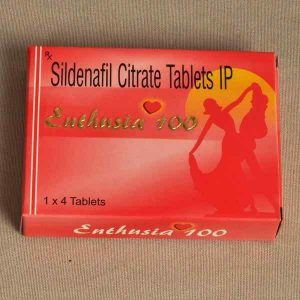 Rx
Sildenafil Citrate Tablets IP
Enthusia 100
1 x 4 Tablets
Enthusia 100